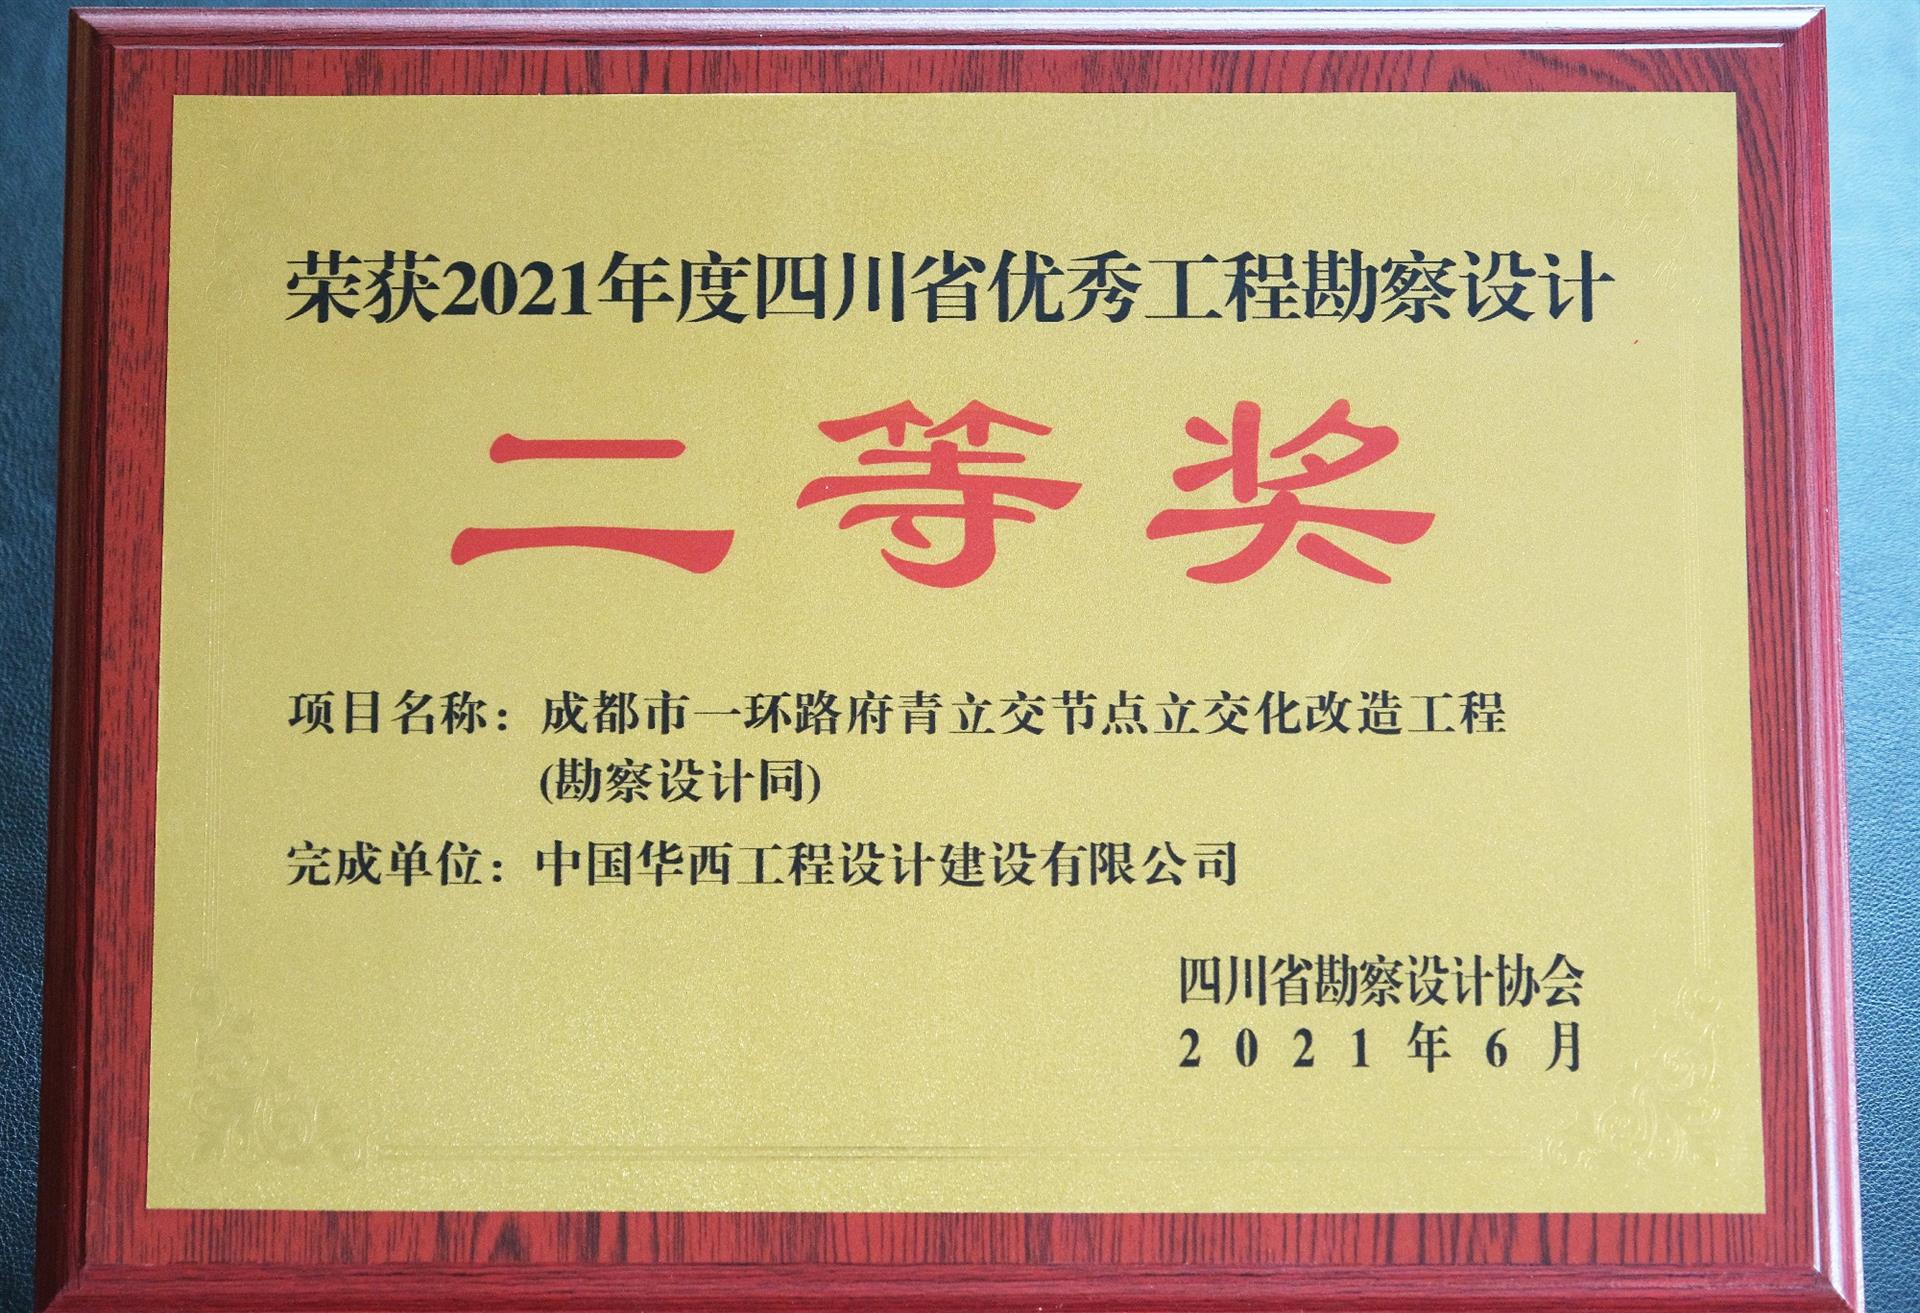 荣获2021年度四川省优秀工程勘察设计
二等奖
项目名称：成都市一环路府青立交节点立交化改造工程
(勘察设计同)
完成单位：中国华西工程设计建设有限公司
四川省勘察设计协会
2021年6月